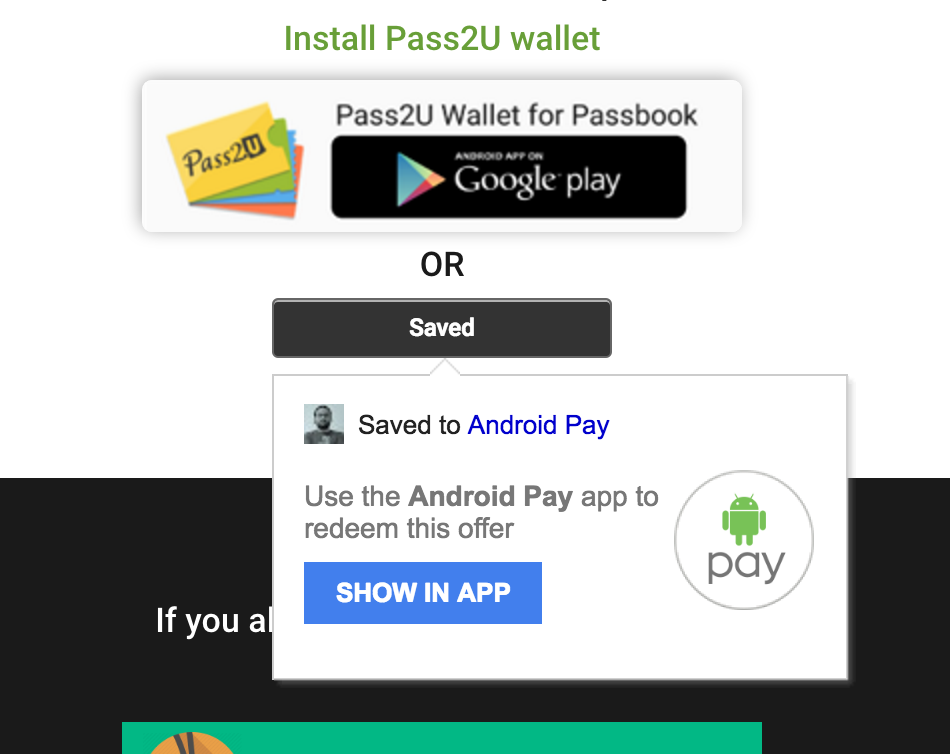 Install Pass2U wallet
Pass2U
Pass2U Wallet for Passbook
ANDROID APP ON
Google play
OR
Saved
Saved to Android Pay
Use the Android Pay app to
redeem this offer
pay
SHOW IN APP
If you al